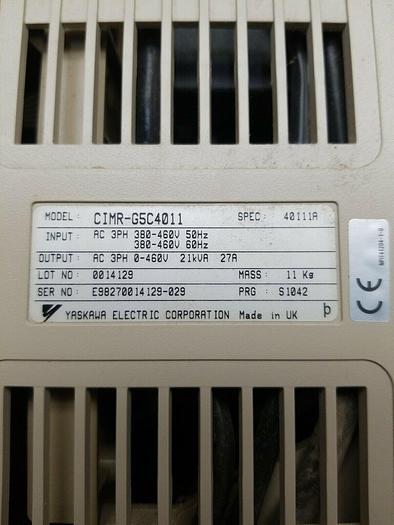 MODEL : CIMR-G5C4011 SPEC : 40111A
INPUT : AC 3PH 380-460V 50Hz
380-460V 60Hz
OUTPUT : AC 3PH 0-460V 21kVA 27A
LOT NO : 0014129 MASS : 11 Kg
SER NO : E98270014129-029 PRG : S1042
YASKAWA ELECTRIC CORPORATION Made in UK þ
CE